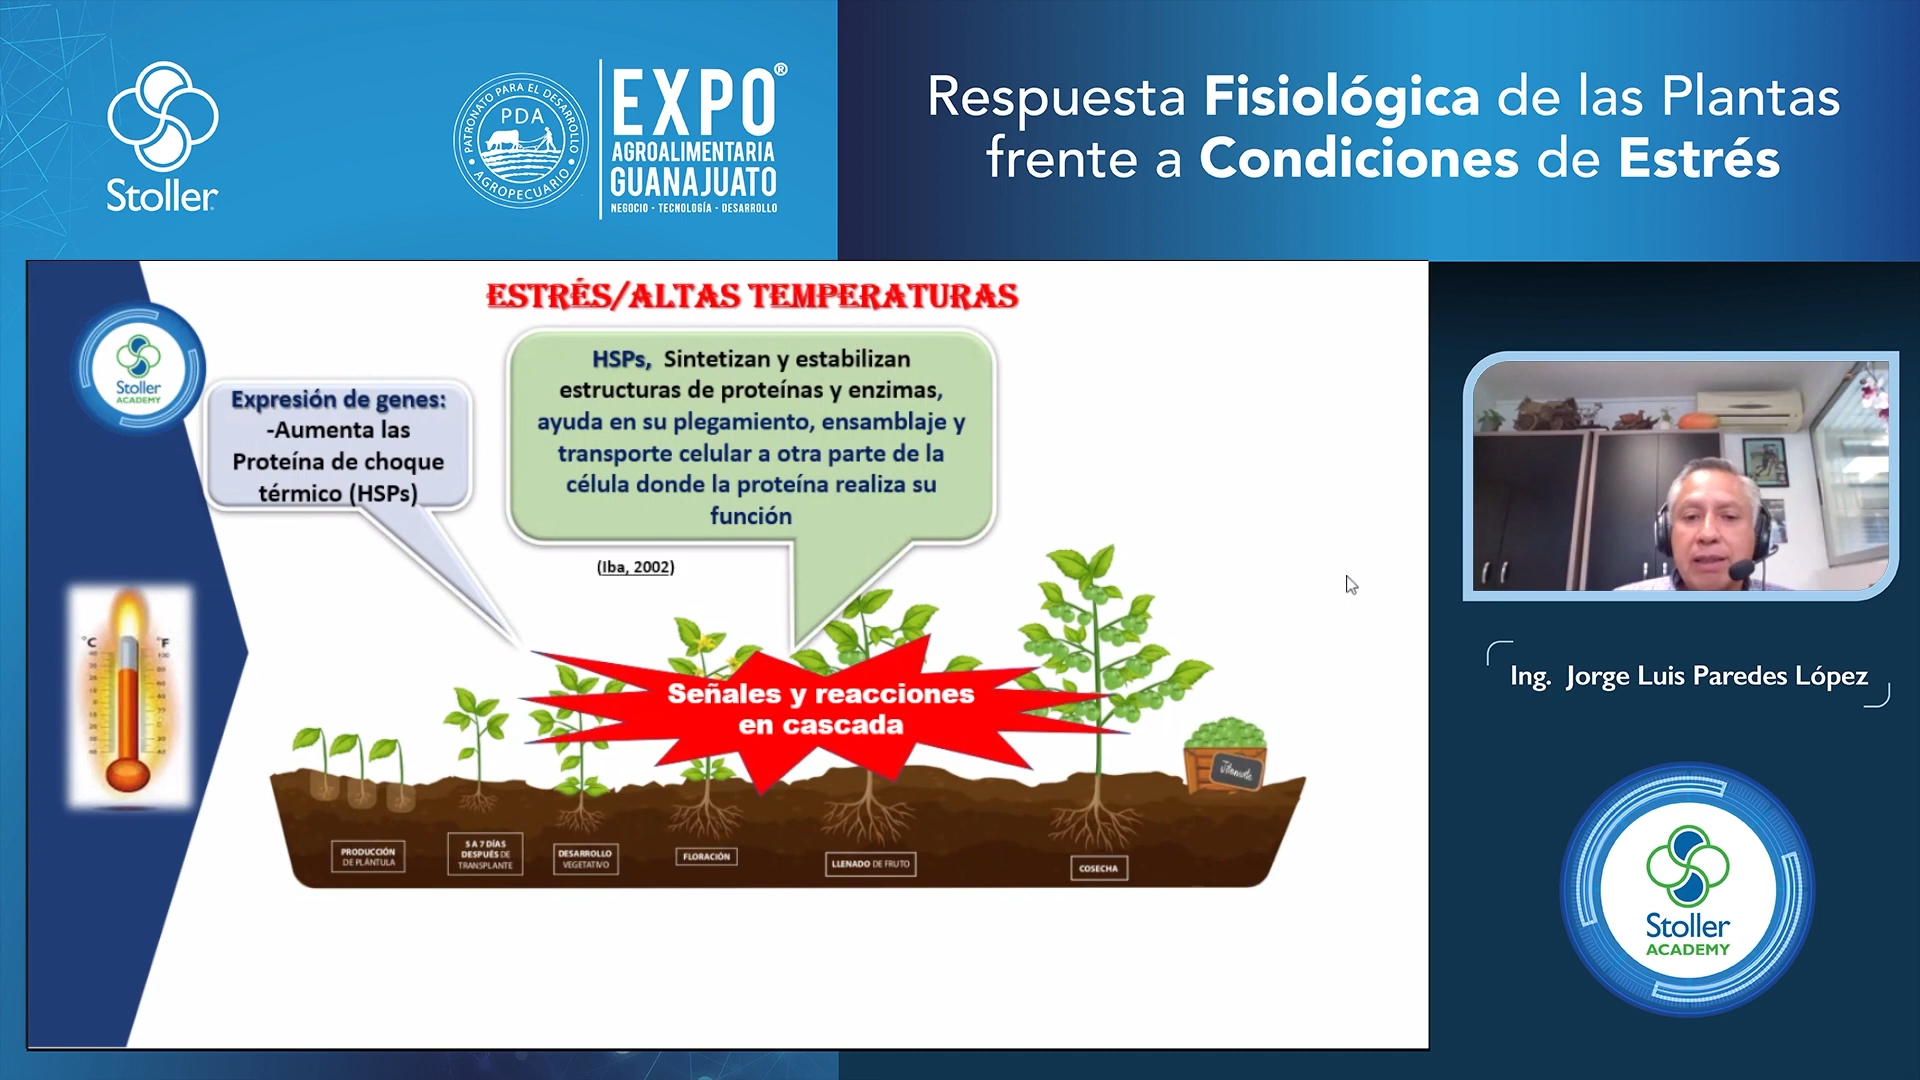 Stoller
PATRONATO PARA EL DESARROLLO
PDA
AGROPECUARIO
EXPO®
AGROALIMENTARIA
GUANAJUATO
NEGOCIO - TECNOLOGÍA - DESARROLLO
Respuesta Fisiológica de las Plantas
frente a Condiciones de Estrés
ESTRÉS/ALTAS TEMPERATURAS
Stoller
ACADEMY
Expresión de genes:
-Aumenta las
Proteína de choque
térmico (HSPs)
HSPs, Sintetizan y estabilizan
estructuras de proteínas y enzimas,
ayuda en su plegamiento, ensamblaje y
transporte celular a otra parte de la
célula donde la proteína realiza su
función
(Iba, 2002)
°C °F
Señales y reacciones
en cascada
PRODUCCIÓN
DE PLÁNTULA
5 A 7 DÍAS
DESPUÉS DE
TRANSPLANTE
DESARROLLO
VEGETATIVO
FLORACIÓN
LLENADO DE FRUTO
COSECHA
Ing. Jorge Luis Paredes López
Stoller
ACADEMY